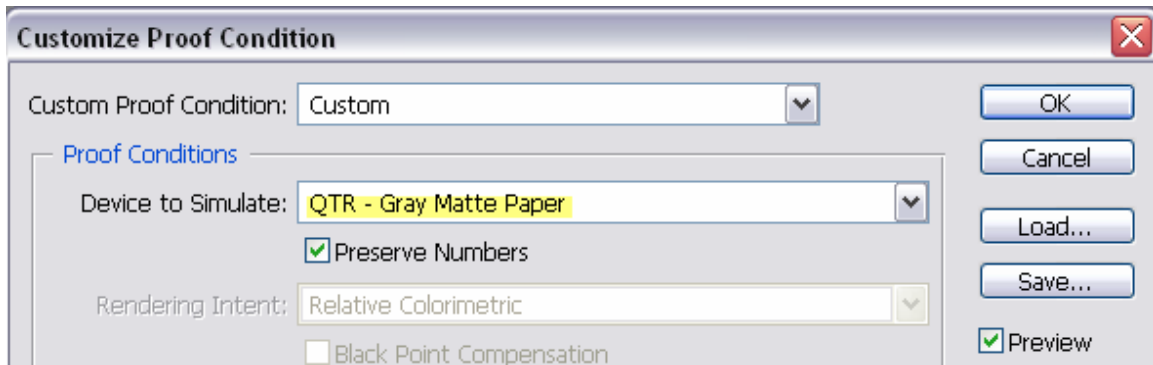 Customize Proof Condition
Custom Proof Condition: Custom
OK
Proof Conditions
Cancel
Device to Simulate: QTR - Gray Matte Paper
Load...
Preserve Numbers
Save...
Rendering Intent: Relative Colorimetric
Preview
Black Point Compensation